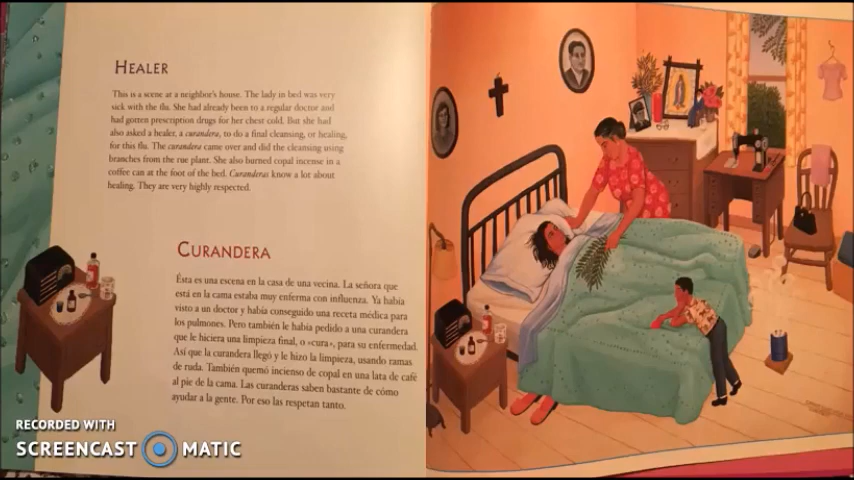 HEALER
This is a scene at a neighbor's house. The lady in bed was very
sick with the flu. She had already been to a regular doctor and
had gotten prescription drugs for her chest cold. But she had
also asked a healer, a curandera, to do a final cleansing, or healing,
for this flu. The curandera came over and did the cleansing using
branches from the rue plant. She also burned copal incense in a
coffee can at the foot of the bed. Curanderas know a lot about
healing. They are very highly respected.
CURANDERA
Ésta es una escena en la casa de una vecina. La señora que
está en la cama estaba muy enferma con influenza. Ya había
visto a un doctor y había conseguido una receta médica para
los pulmones. Pero también le había pedido a una curandera
que le hiciera una limpieza final, o «cura», para su enfermedad.
Así que la curandera llegó y le hizo la limpieza, usando ramas
de ruda. También quemó incienso de copal en una lata de café
al pie de la cama. Las curanderas saben bastante de cómo
ayudar a la gente. Por eso las respetan tanto.
RECORDED WITH
SCREENCAST MATIC